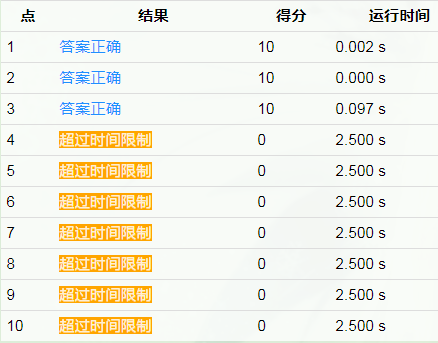 点 结果 得分 运行时间
1 答案正确 10 0.002 s
2 答案正确 10 0.000 s
3 答案正确 10 0.097 s
4 超过时间限制 0 2.500 s
5 超过时间限制 0 2.500 s
6 超过时间限制 0 2.500 s
7 超过时间限制 0 2.500 s
8 超过时间限制 0 2.500 s
9 超过时间限制 0 2.500 s
10 超过时间限制 0 2.500 s